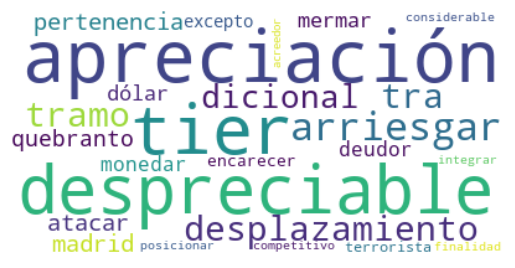 pertenencia excepto acreedor mermar considerable
apreciación
dólar dicional tra
tramo tier arriesgar
quebranto deudor
monedar encarecer integrar
despreciable
atacar desplazamiento
madrid posicionar competitivo terrorista finalidad